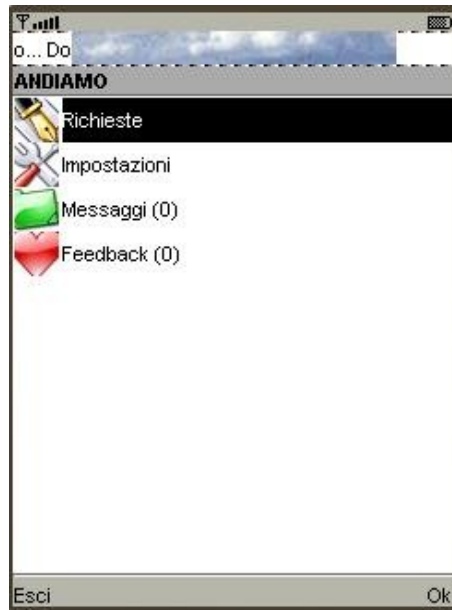 o... Do
ANDIAMO
Richieste
Impostazioni
Messaggi (0)
Feedback (0)
Esci
Ok